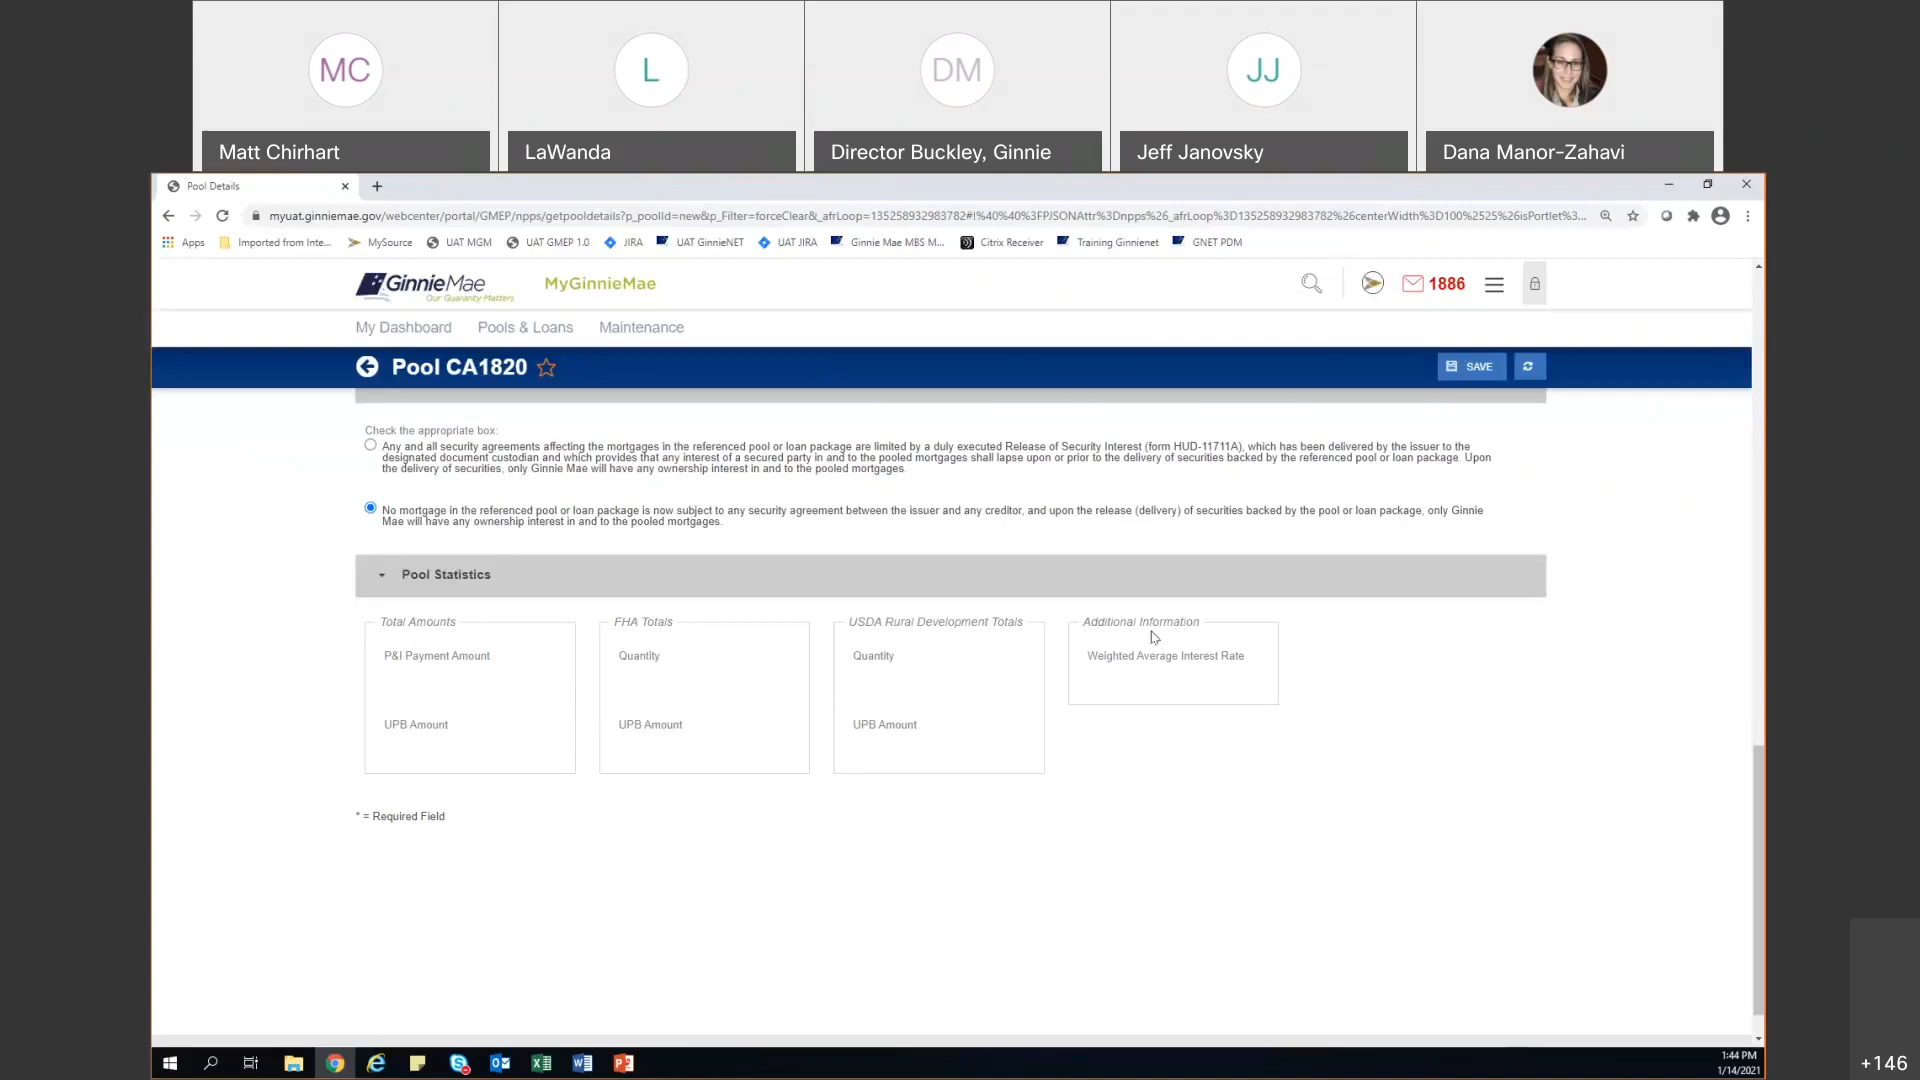 MC
L
DM
JJ
Matt Chirhart
LaWanda
Director Buckley, Ginnie
Jeff Janovsky
Dana Manor-Zahavi
Pool Details
myuat.ginniemae.gov/webcenter/portal/GMEP/npps/getpooldetails?p_poolId=new&p_Filter=forceClear&_afrLoop=135258932983782#!%40%40%3FPJSONAttr%3Dnpps%26_afrLoop%3D135258932983782%26centerWidth%3D100%2525%26isPortlet%3...
Apps
Imported from Inte...
MySource
UAT MGM
UAT GMEP 1.0
JIRA
UAT GinnieNET
UAT JIRA
Ginnie Mae MBS M...
Citrix Receiver
Training Ginnienet
GNET PDM
GinnieMae
Our Guaranty Matters
MyGinnieMae
1886
My Dashboard
Pools & Loans
Maintenance
Pool CA1820
SAVE
Check the appropriate box:
Any and all security agreements affecting the mortgages in the referenced pool or loan package are limited by a duly executed Release of Security Interest (form HUD-11711A), which has been delivered by the issuer to the
designated document custodian and which provides that any interest of a secured party in and to the pooled mortgages shall lapse upon or prior to the delivery of securities backed by the referenced pool or loan package. Upon
the delivery of securities, only Ginnie Mae will have any ownership interest in and to the pooled mortgages.
No mortgage in the referenced pool or loan package is now subject to any security agreement between the issuer and any creditor, and upon the release (delivery) of securities backed by the pool or loan package, only Ginnie
Mae will have any ownership interest in and to the pooled mortgages.
Pool Statistics
Total Amounts
P&I Payment Amount
UPB Amount
FHA Totals
Quantity
UPB Amount
USDA Rural Development Totals
Quantity
UPB Amount
Additional Information
Weighted Average Interest Rate
* = Required Field
1:44 PM
1/14/2021
+146